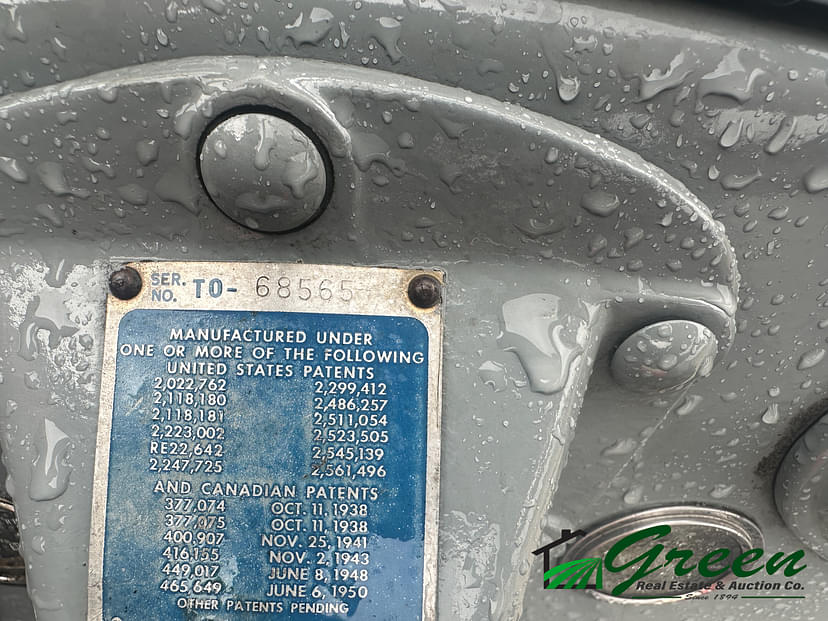 SER. NO. TO- 68565
MANUFACTURED UNDER
ONE OR MORE OF THE FOLLOWING
UNITED STATES PATENTS
2,022,762 2,299,412
2,118,180 2,486,257
2,118,181 2,511,054
2,223,002 2,523,505
RE22,642 2,545,139
2,247,725 2,561,496
AND CANADIAN PATENTS
377,074 OCT. 11, 1938
377,075 OCT. 11, 1938
400,907 NOV. 25, 1941
416,155 NOV. 2, 1943
449,017 JUNE 8, 1948
465,649 JUNE 6, 1950
OTHER PATENTS PENDING
Green
Real Estate & Auction Co.
Since 1894